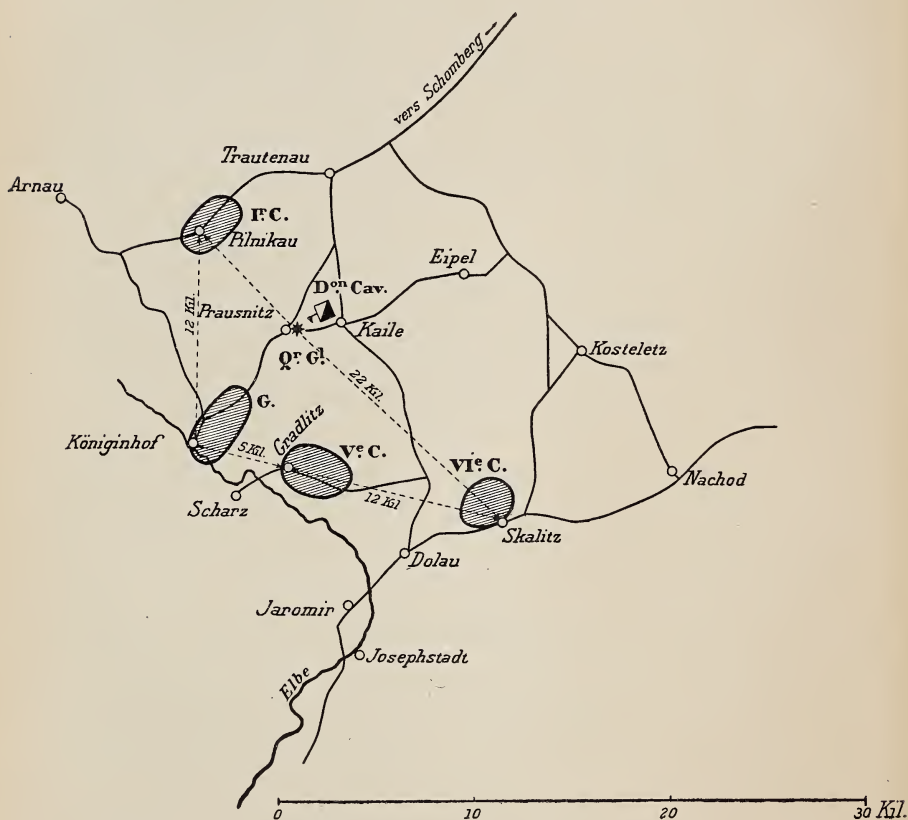 vers Schomberg
Trautenau
Arnau
Ir. C.
Pilnikau
Eipel
Don Cav.
12 Kil.
Prausnitz
Kaile
Qr. Gl
22 Kil.
Kosteletz
G.
Gradlitz
Königinhof
5 Kil.
Ve C.
VIe C.
Nachod
12 Kil
Scharz
Skalitz
Dolau
Jaromir
Josephstadt
Elbe
0 10 20 30 Kil.